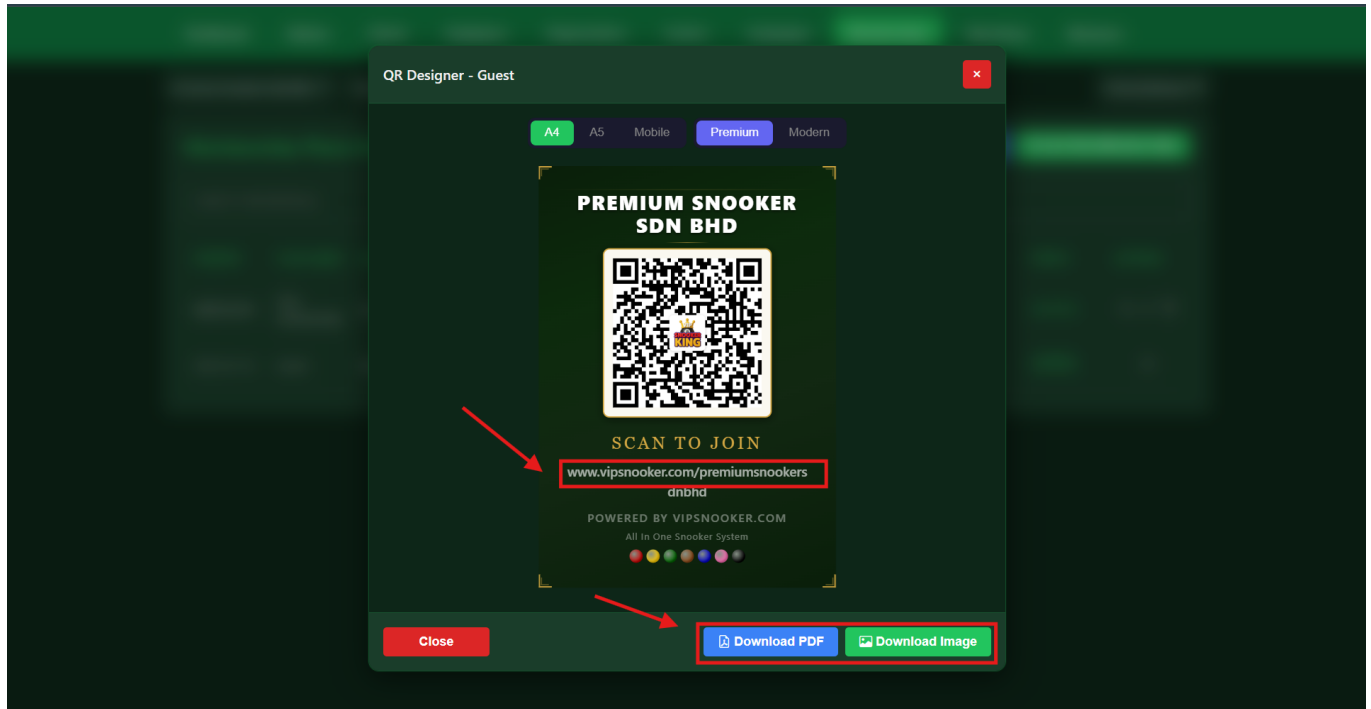 QR Designer - Guest
×
A4 A5 Mobile Premium Modern
PREMIUM SNOOKER
SDN BHD
KING
SCAN TO JOIN
www.vipsnooker.com/premiumsnookers
dnbhd
POWERED BY VIPSNOOKER.COM
All In One Snooker System
Close Download PDF Download Image